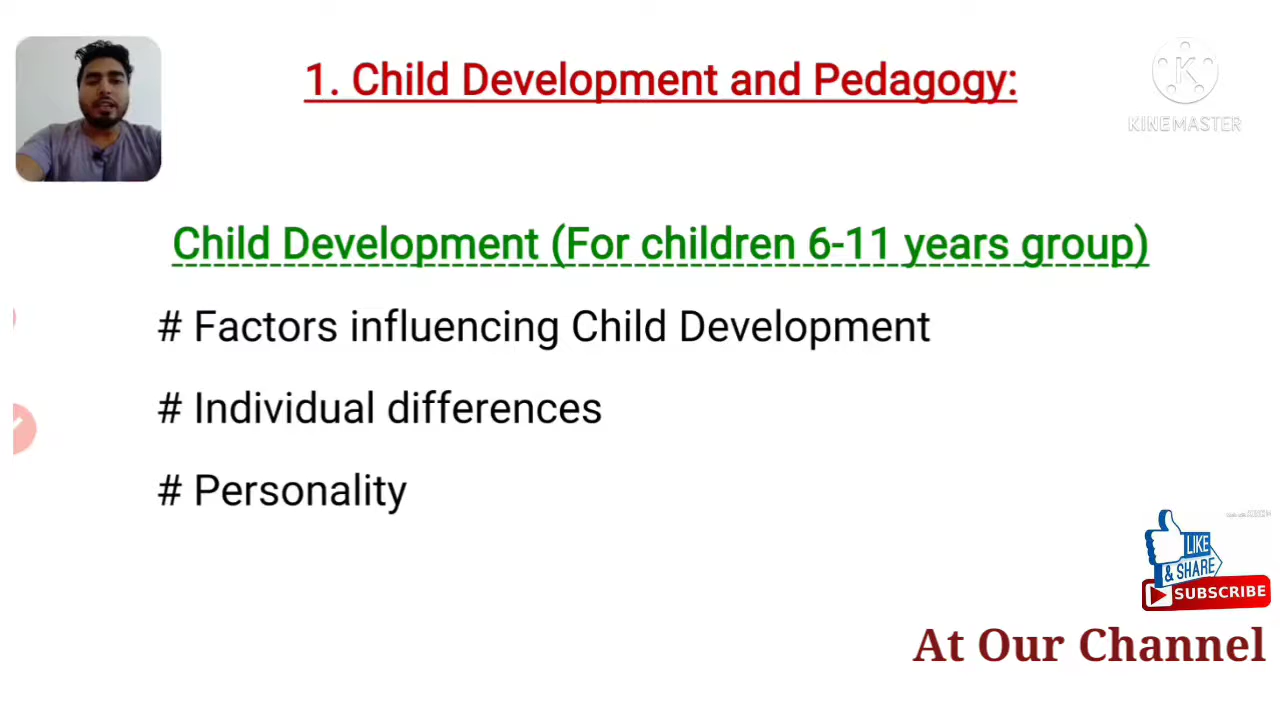 1. Child Development and Pedagogy:
KINEMASTER
Child Development (For children 6-11 years group)
# Factors influencing Child Development
# Individual differences
# Personality
LIKE
& SHARE
SUBSCRIBE
At Our Channel